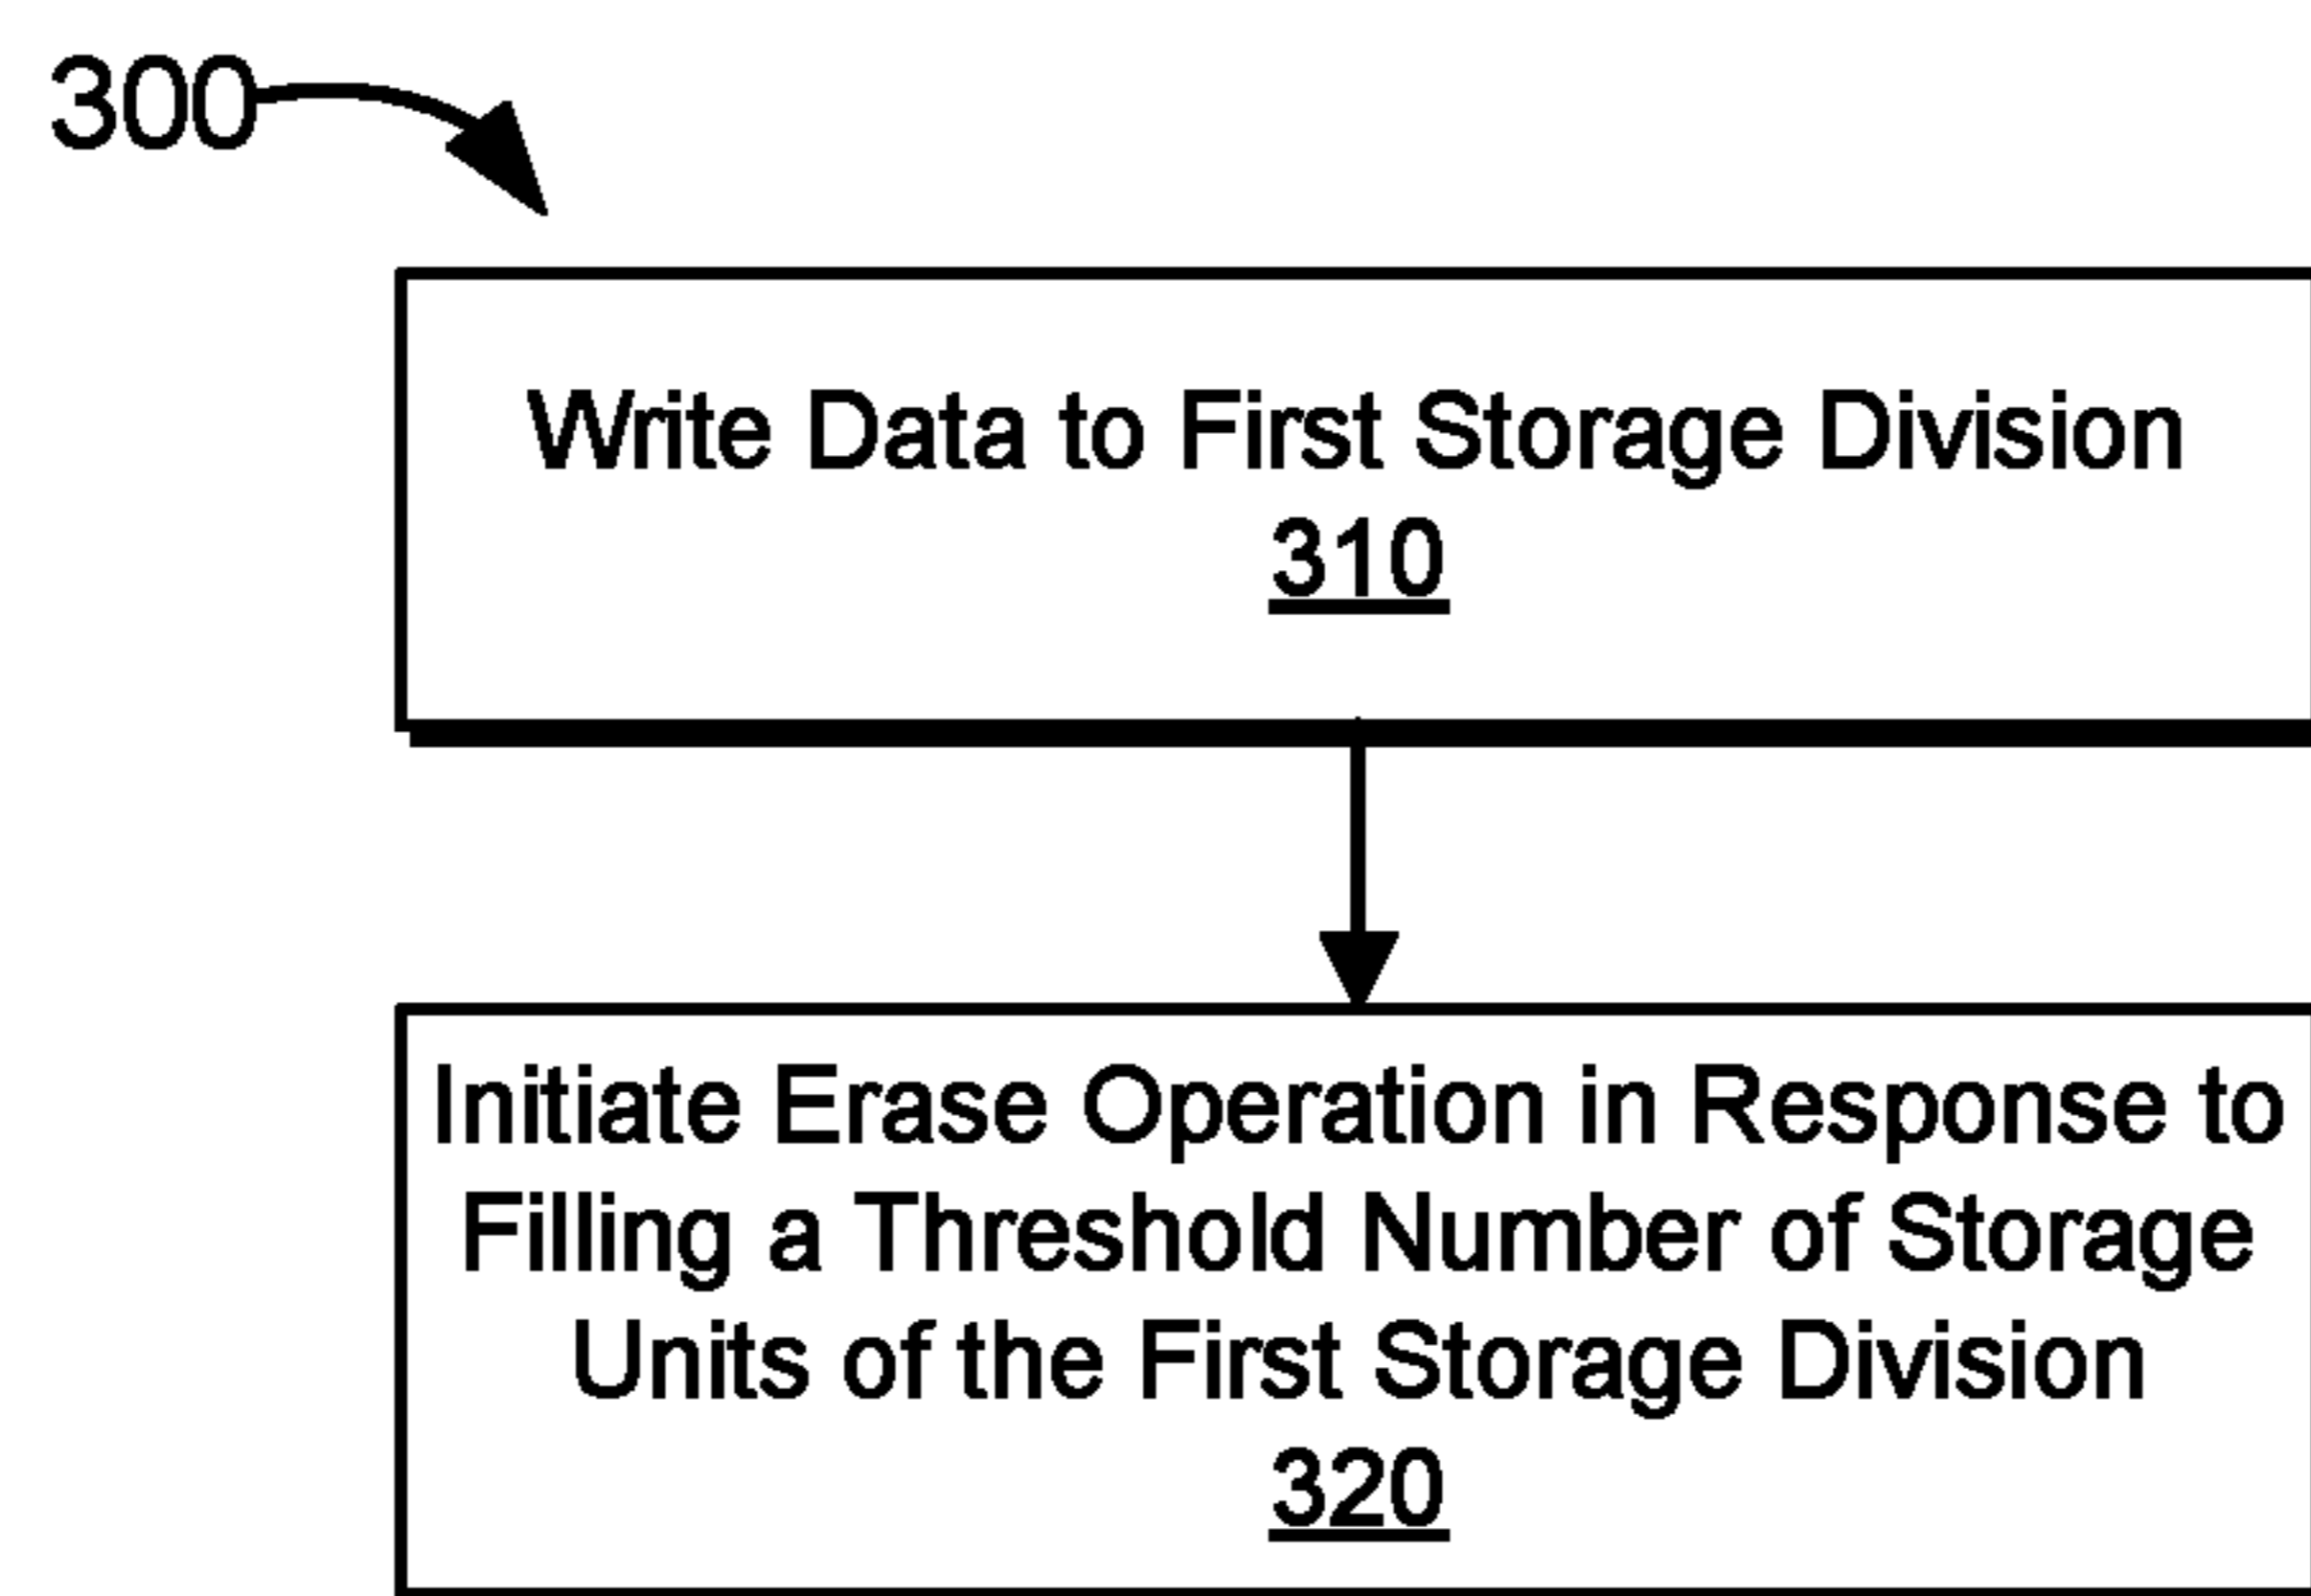 300
Write Data to First Storage Division
310
Initiate Erase Operation in Response to
Filling a Threshold Number of Storage
Units of the First Storage Division
320